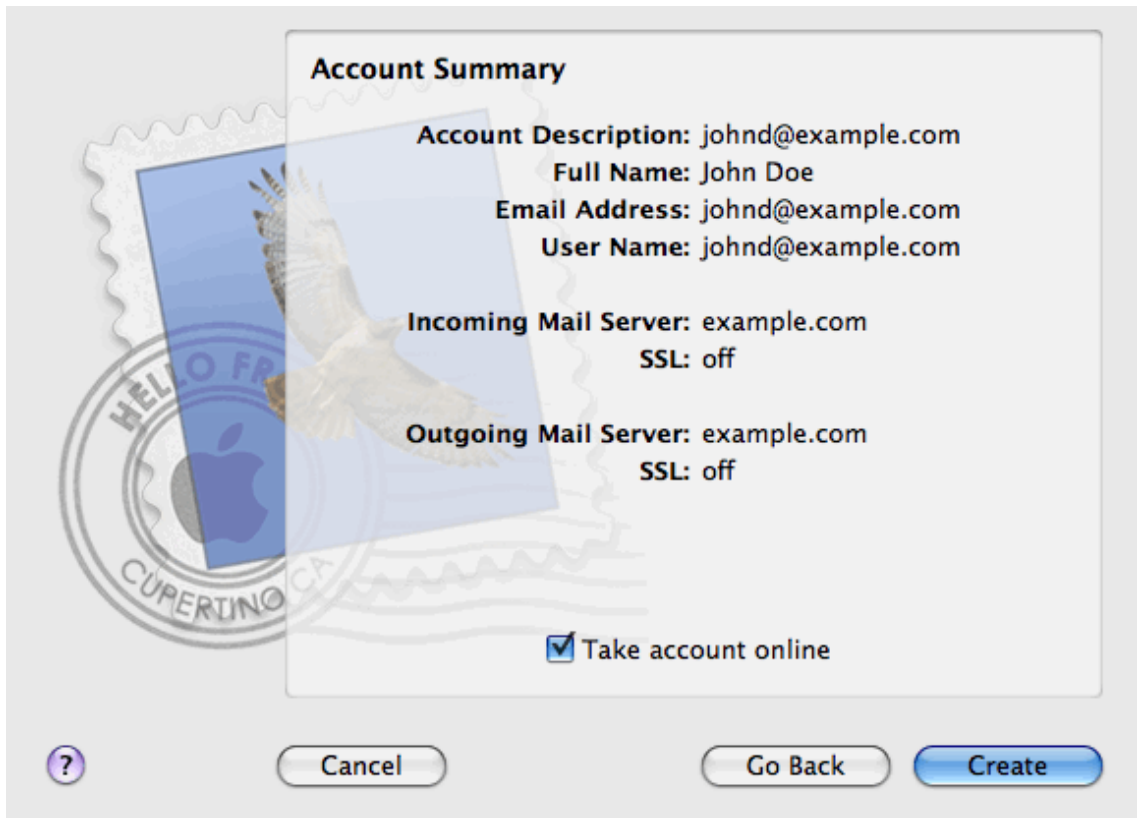 Account Summary
Account Description: johnd@example.com
Full Name: John Doe
Email Address: johnd@example.com
User Name: johnd@example.com
Incoming Mail Server: example.com
SSL: off
Outgoing Mail Server: example.com
SSL: off
HELLO FR
CUPERTINO CA
Take account online
?
Cancel
Go Back
Create